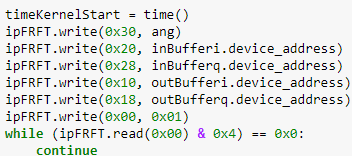 timeKernelStart = time()
ipFRFT.write(0x30, ang)
ipFRFT.write(0x20, inBufferi.device_address)
ipFRFT.write(0x28, inBufferq.device_address)
ipFRFT.write(0x10, outBufferi.device_address)
ipFRFT.write(0x18, outBufferq.device_address)
ipFRFT.write(0x00, 0x01)
while (ipFRFT.read(0x00) & 0x4) == 0x0:
    continue